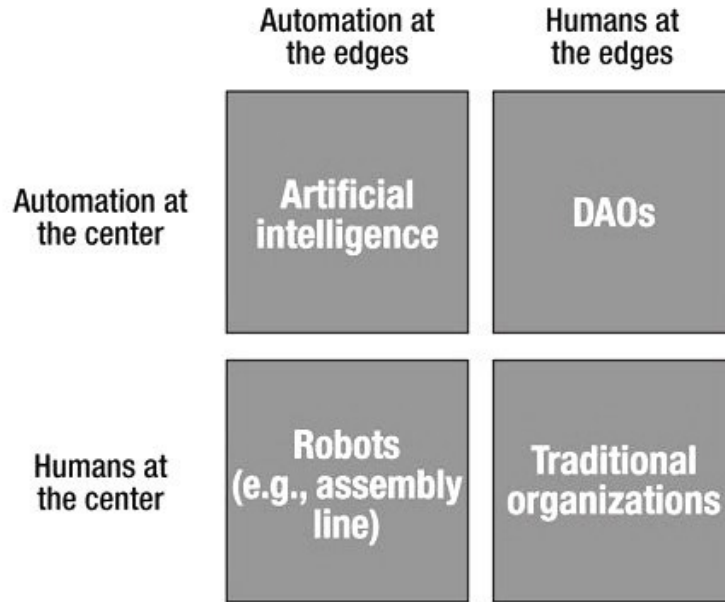 Automation at
the edges
Humans at
the edges
Automation at
the center
Artificial
intelligence
DAOs
Humans at
the center
Robots
(e.g., assembly
line)
Traditional
organizations